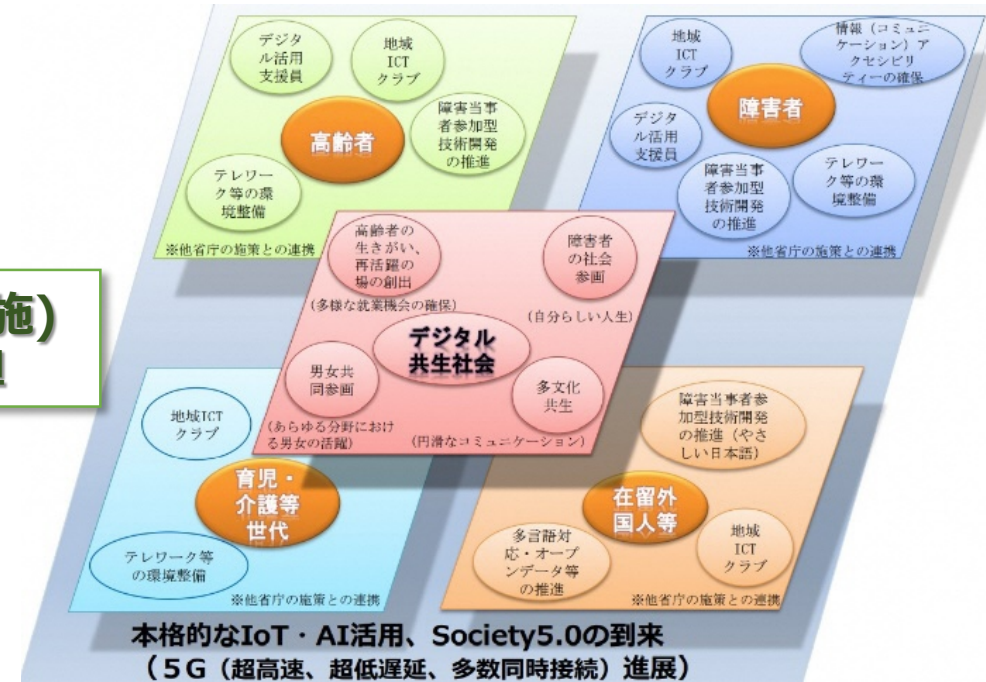 デジタ
ル活用
支援員
地域
ICT
クラブ
高齢者
障害当事
者参加型
技術開発
の推進
テレワー
ク等の環
境整備
※他省庁の施策との連携
地域
ICT
クラブ
情報（コミュニ
ケーション）ア
クセシビリ
ティーの確保
障害者
デジタ
ル活用
支援員
障害当事
者参加型
技術開発
の推進
テレワー
ク等の環
境整備
※他省庁の施策との連携
高齢者の
生きがい、
再活躍の
場の創出
(多様な就業機会の確保)
障害者
の社会
参画
(自分らしい人生)
デジタル
共生社会
男女共
同参画
(あらゆる分野におけ
る男女の活躍)
多文化
共生
(円滑なコミュニケーション)
施)
地域ICT
クラブ
育児・
介護等
世代
テレワーク等
の環境整備
※他省庁の施策との連携
障害当事者参
加型技術開発
の推進（やさ
しい日本語）
在留外
国人等
多言語対
応・オープ
ンデータ等
の推進
地域
ICT
クラブ
※他省庁の施策との連携
本格的なIoT・AI活用、Society5.0の到来
（５G（超高速、超低遅延、多数同時接続）進展）